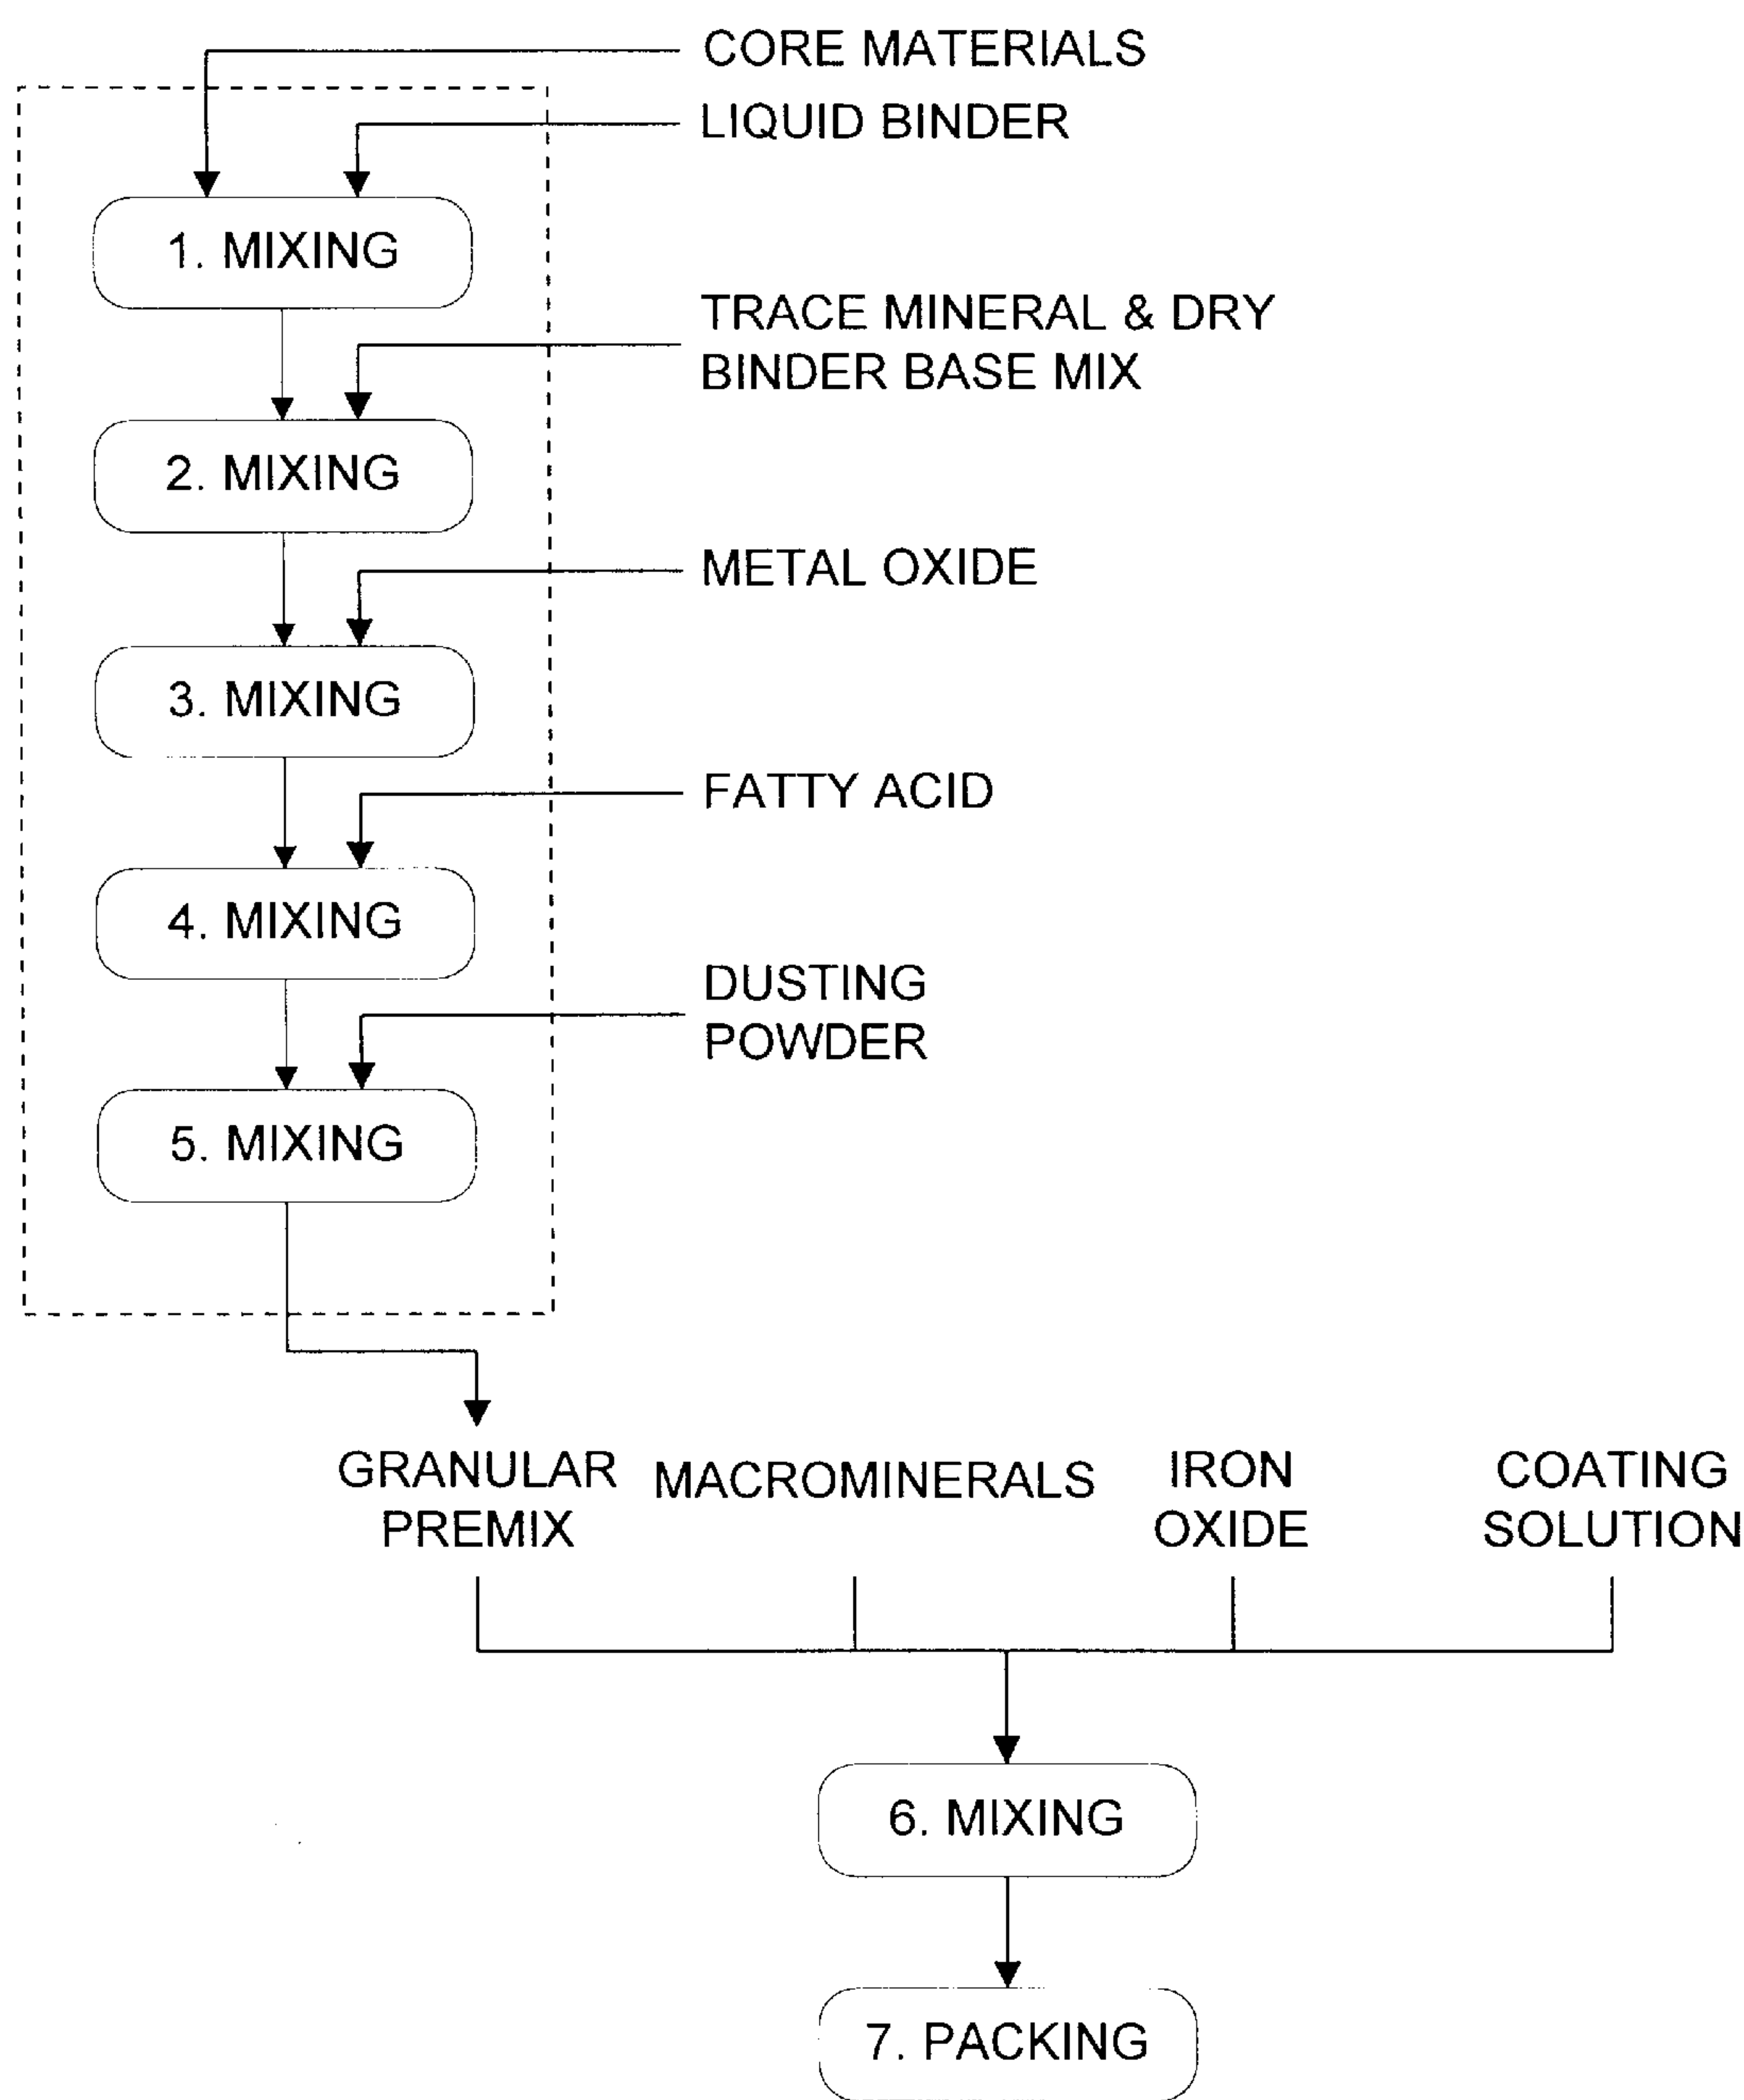 CORE MATERIALS
LIQUID BINDER
1. MIXING
TRACE MINERAL & DRY
BINDER BASE MIX
2. MIXING
METAL OXIDE
3. MIXING
FATTY ACID
4. MIXING
DUSTING
POWDER
5. MIXING
GRANULAR
PREMIX
MACROMINERALS
IRON
OXIDE
COATING
SOLUTION
6. MIXING
7. PACKING